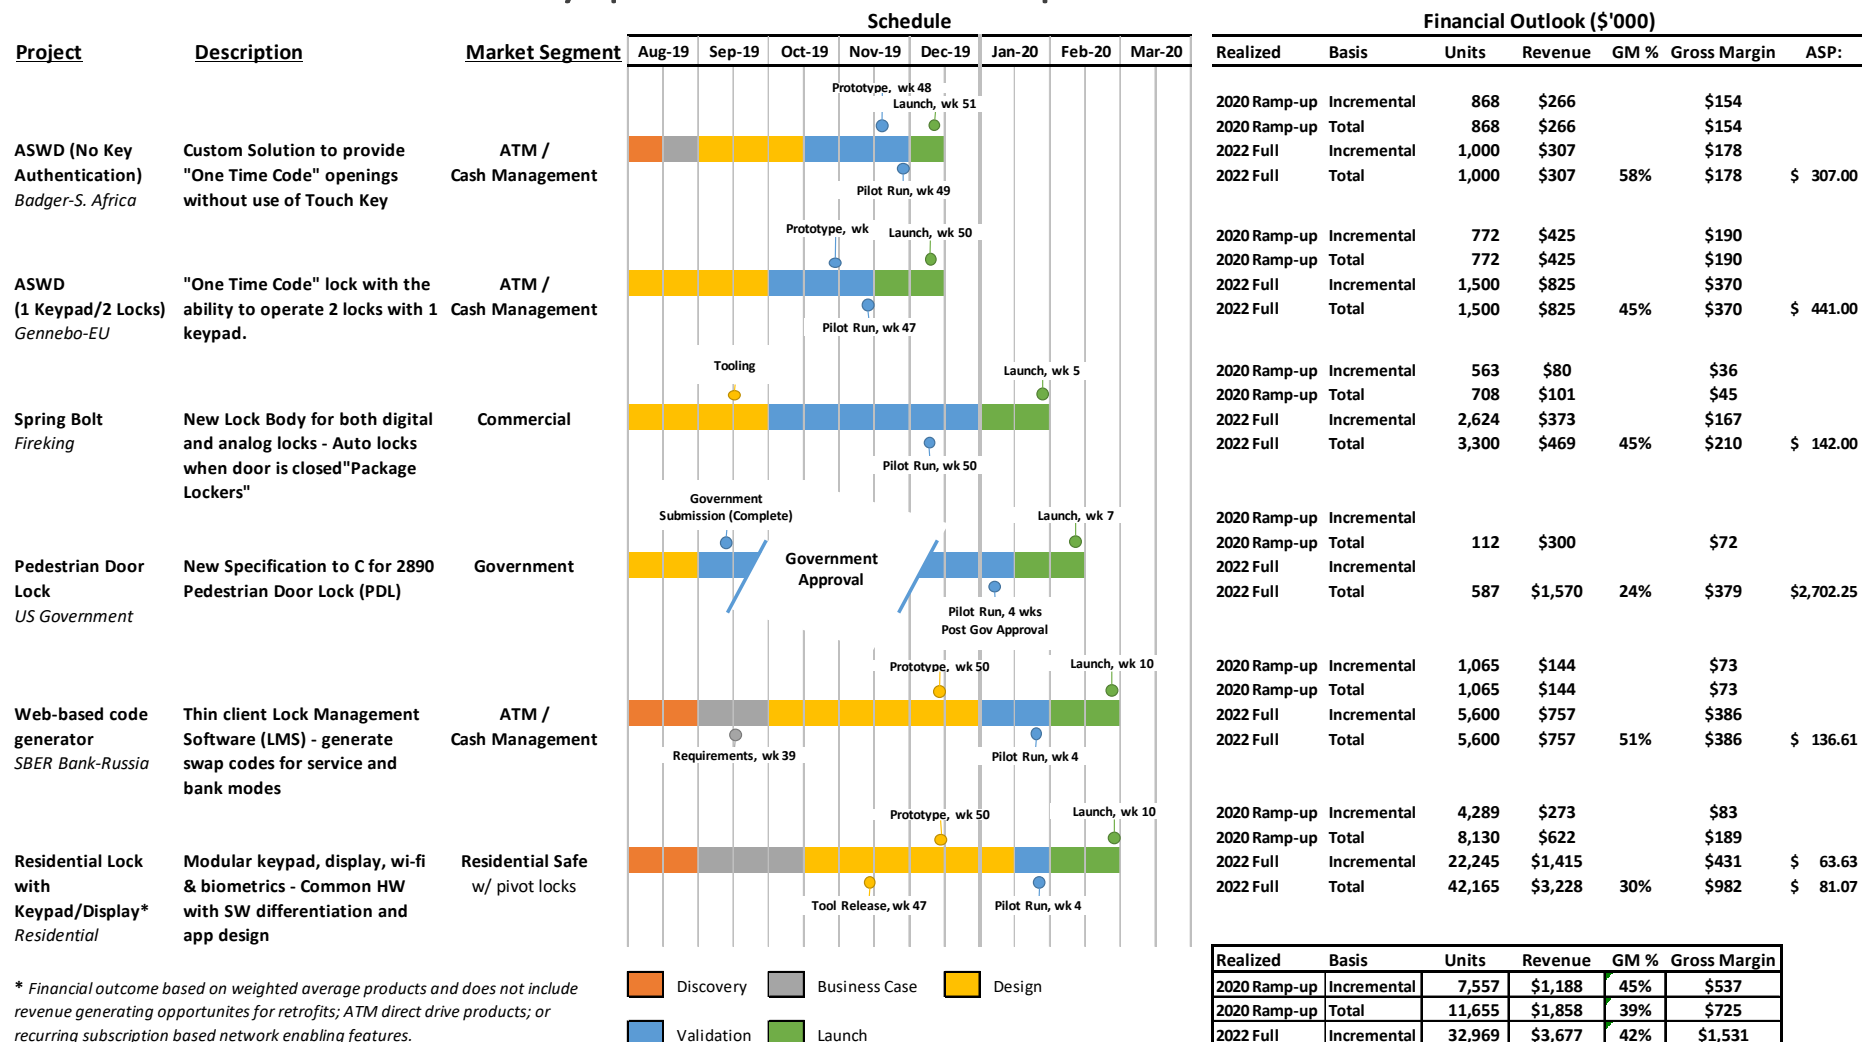 Schedule
Financial Outlook ($'000)
Project Description Market Segment Aug-19 Sep-19 Oct-19 Nov-19 Dec-19 Jan-20 Feb-20 Mar-20 Realized Basis Units Revenue GM % Gross Margin ASP:
Prototype, wk 48
Launch, wk 51
Pilot Run, wk 49
ASWD (No Key
Authentication)
Badger-S. Africa
Custom Solution to provide
"One Time Code" openings
without use of Touch Key
ATM /
Cash Management
2020 Ramp-up Incremental 868 $266 $154
2020 Ramp-up Total 868 $266 $154
2022 Full Incremental 1,000 $307 $178
2022 Full Total 1,000 $307 58% $178 $ 307.00
Prototype, wk
Launch, wk 50
Pilot Run, wk 47
ASWD
(1 Keypad/2 Locks)
Gennebo-EU
"One Time Code" lock with the
ability to operate 2 locks with 1
keypad.
ATM /
Cash Management
2020 Ramp-up Incremental 772 $425 $190
2020 Ramp-up Total 772 $425 $190
2022 Full Incremental 1,500 $825 $370
2022 Full Total 1,500 $825 45% $370 $ 441.00
Tooling
Launch, wk 5
Pilot Run, wk 50
Spring Bolt
Fireking
New Lock Body for both digital
and analog locks - Auto locks
when door is closed"Package
Lockers"
Commercial
2020 Ramp-up Incremental 563 $80 $36
2020 Ramp-up Total 708 $101 $45
2022 Full Incremental 2,624 $373 $167
2022 Full Total 3,300 $469 45% $210 $ 142.00
Government
Submission (Complete)
Launch, wk 7
Government
Approval
Pilot Run, 4 wks
Post Gov Approval
Pedestrian Door
Lock
US Government
New Specification to C for 2890
Pedestrian Door Lock (PDL)
Government
2020 Ramp-up Incremental
2020 Ramp-up Total 112 $300 $72
2022 Full Incremental
2022 Full Total 587 $1,570 24% $379 $2,702.25
Prototype, wk 50
Launch, wk 10
Requirements, wk 39
Pilot Run, wk 4
Web-based code
generator
SBER Bank-Russia
Thin client Lock Management
Software (LMS) - generate
swap codes for service and
bank modes
ATM /
Cash Management
2020 Ramp-up Incremental 1,065 $144 $73
2020 Ramp-up Total 1,065 $144 $73
2022 Full Incremental 5,600 $757 $386
2022 Full Total 5,600 $757 51% $386 $ 136.61
Prototype, wk 50
Launch, wk 10
Tool Release, wk 47
Pilot Run, wk 4
Residential Lock
with
Keypad/Display*
Residential
Modular keypad, display, wi-fi
& biometrics - Common HW
with SW differentiation and
app design
Residential Safe
w/ pivot locks
2020 Ramp-up Incremental 4,289 $273 $83
2020 Ramp-up Total 8,130 $622 $189
2022 Full Incremental 22,245 $1,415 $431 $ 63.63
2022 Full Total 42,165 $3,228 30% $982 $ 81.07
* Financial outcome based on weighted average products and does not include
revenue generating opportunites for retrofits; ATM direct drive products; or
recurring subscription based network enabling features.
Discovery Business Case Design
Validation Launch
Realized Basis Units Revenue GM % Gross Margin
2020 Ramp-up Incremental 7,557 $1,188 45% $537
2020 Ramp-up Total 11,655 $1,858 39% $725
2022 Full Incremental 32,969 $3,677 42% $1,531